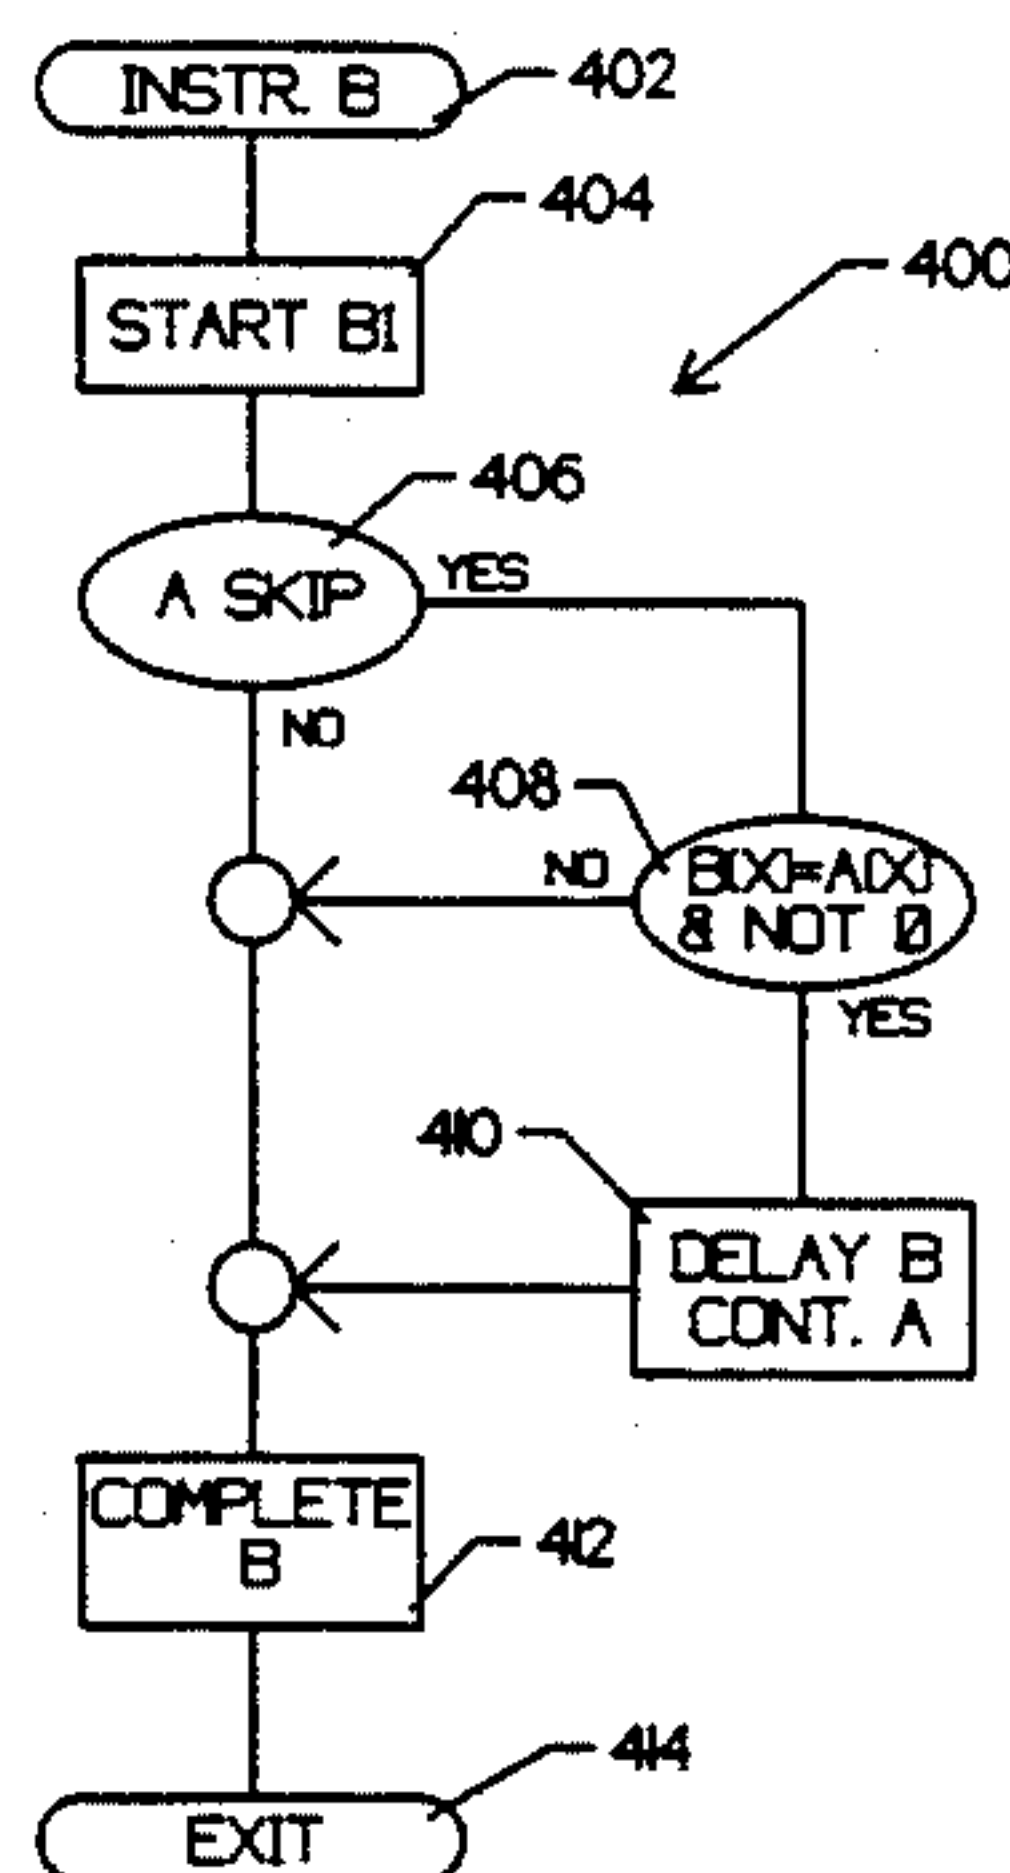 INSTR. B
402
404
400
START B1
406
A SKIP
YES
NO
408
NO
B[X]=A[X]
& NOT 0
YES
410
DELAY B
CONT. A
COMPLETE
B
412
414
EXIT